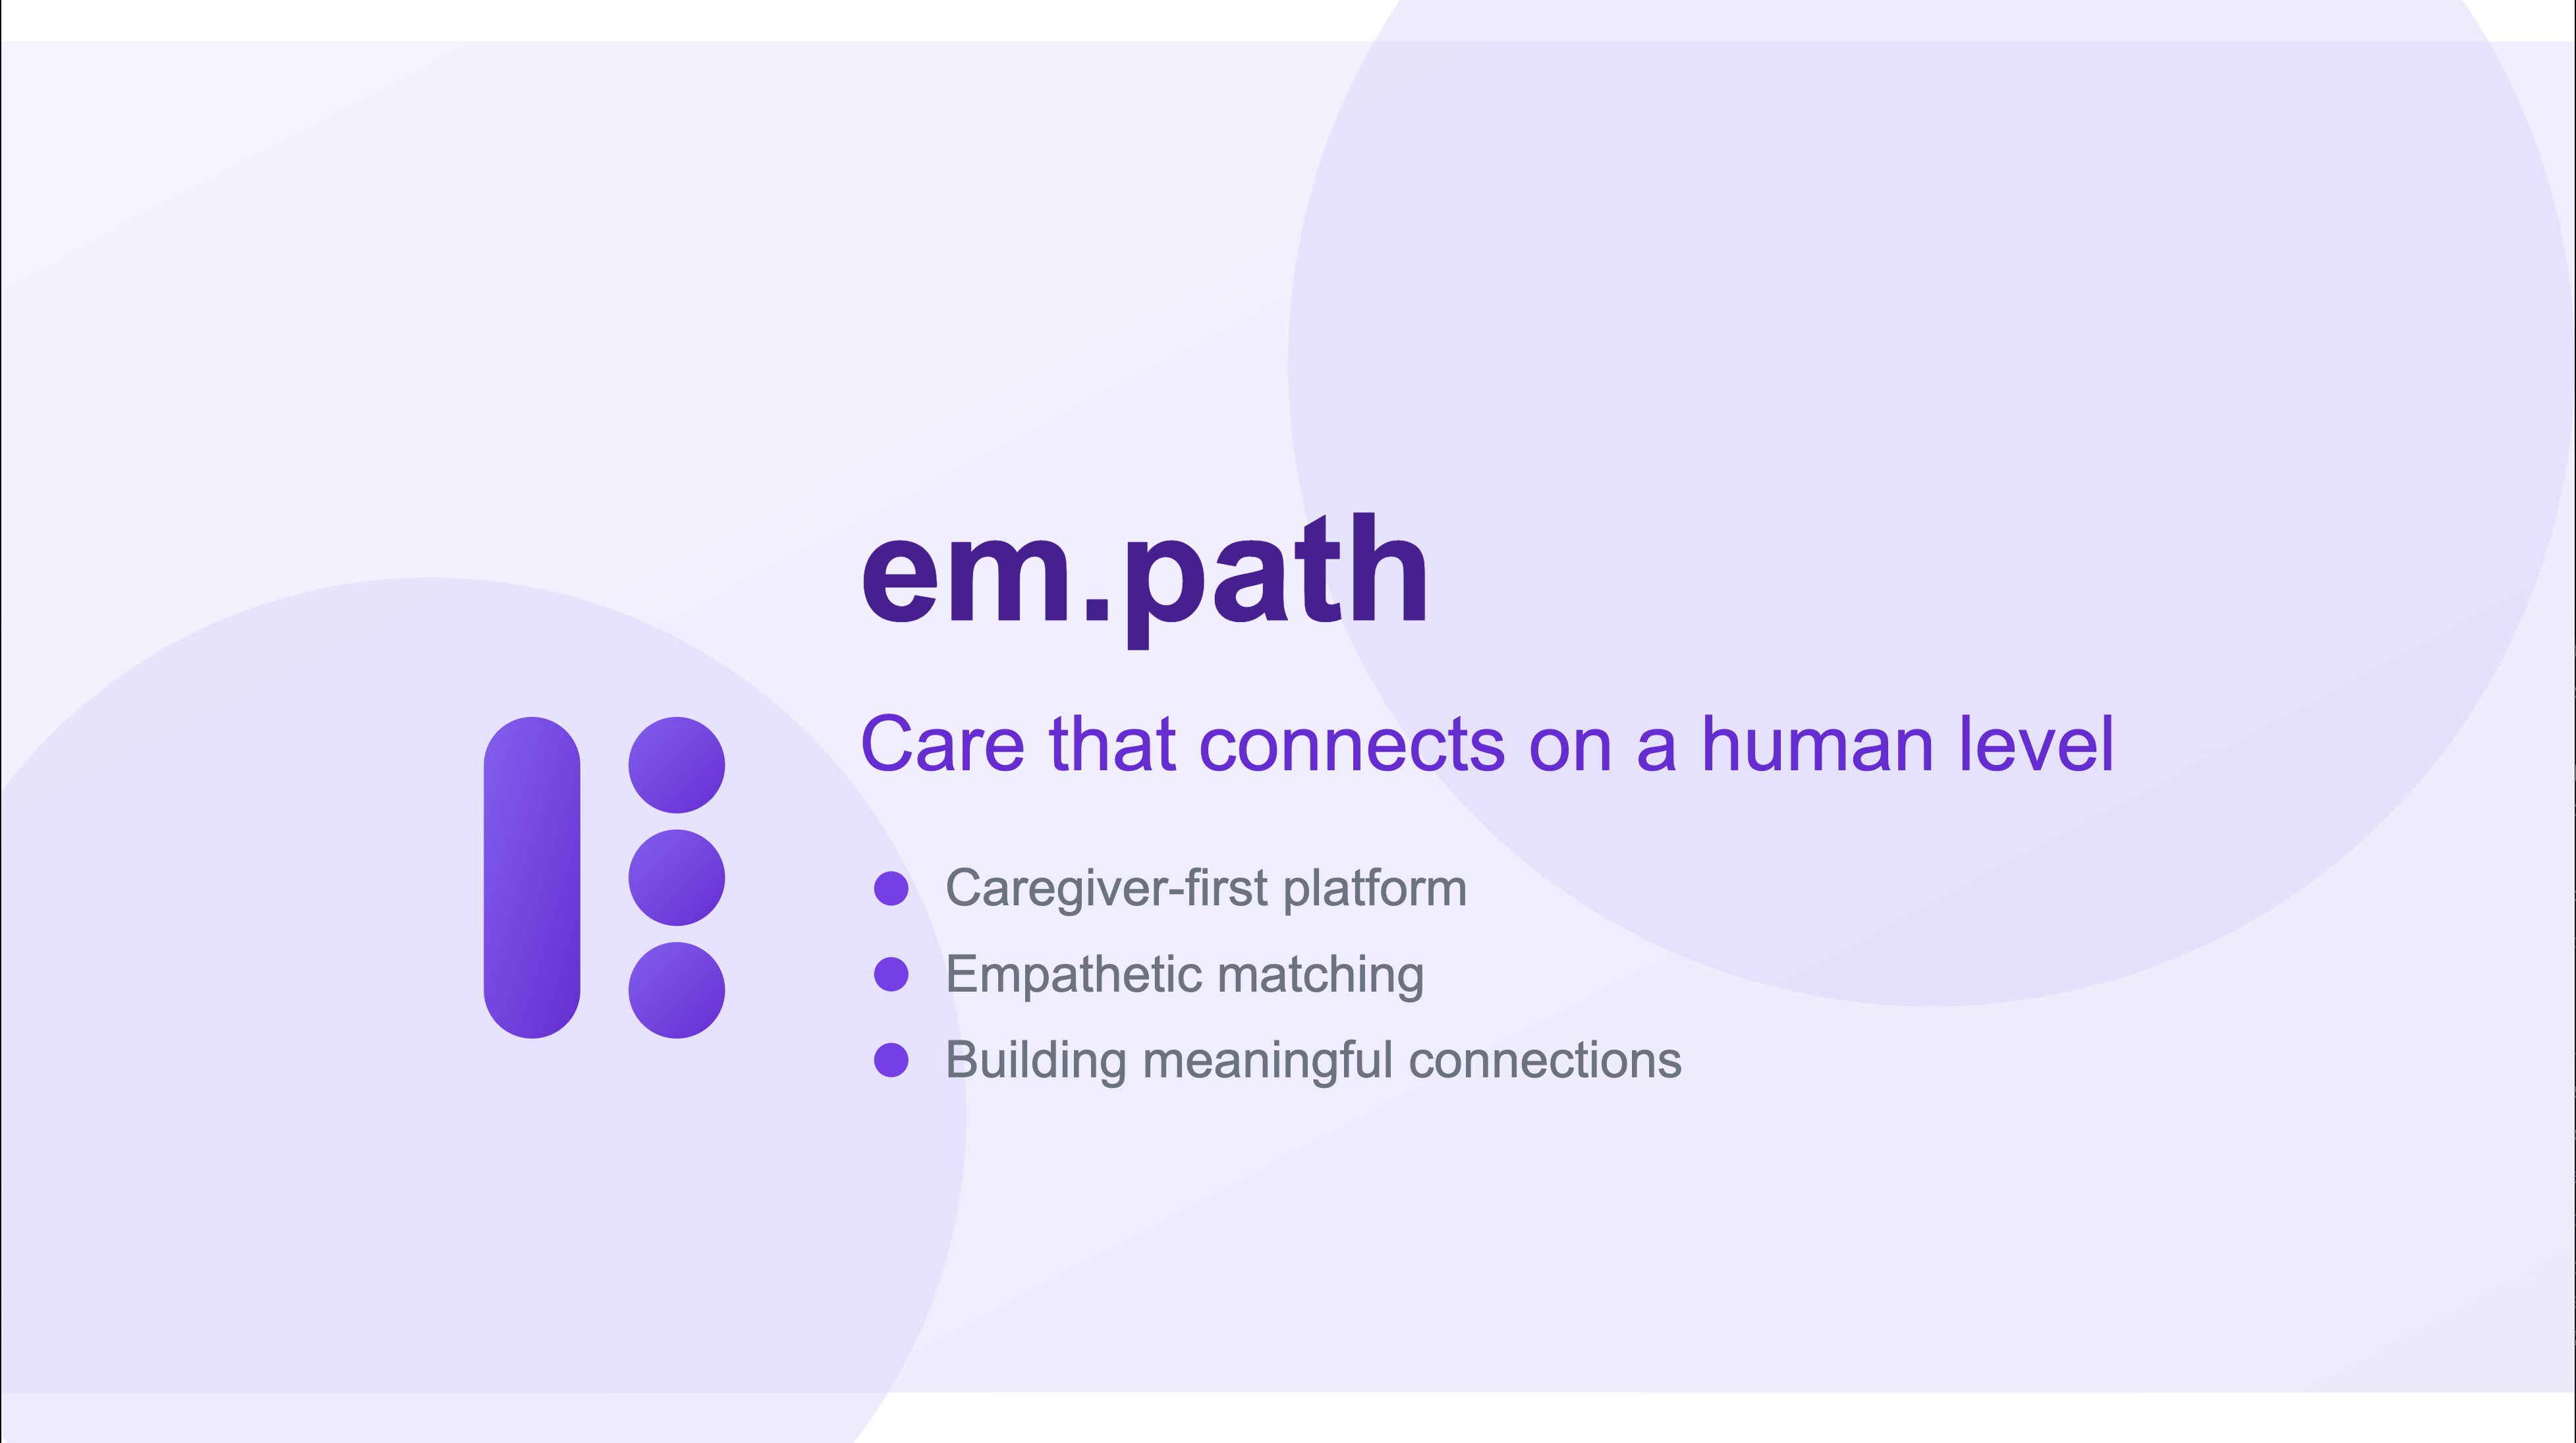 em.path
Care that connects on a human level
Caregiver-first platform
Empathetic matching
Building meaningful connections